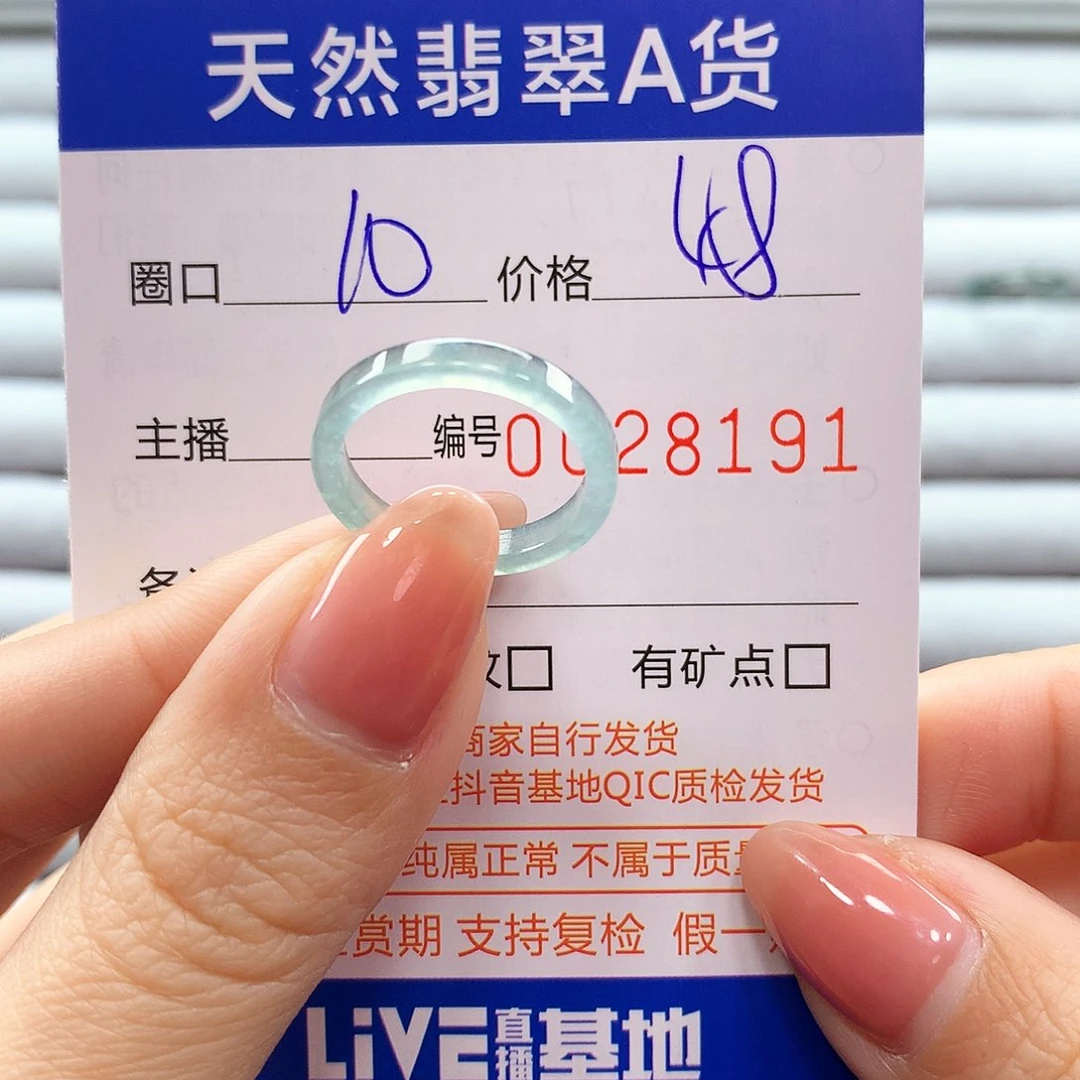 天然翡翠A货
圈口 10 价格 48
主播 编号 0028191
有矿点
商家自行发货
抖音基地QIC质检发货
纯属正常 不属于质量
赏期 支持复检 假一
LiVE直播基地